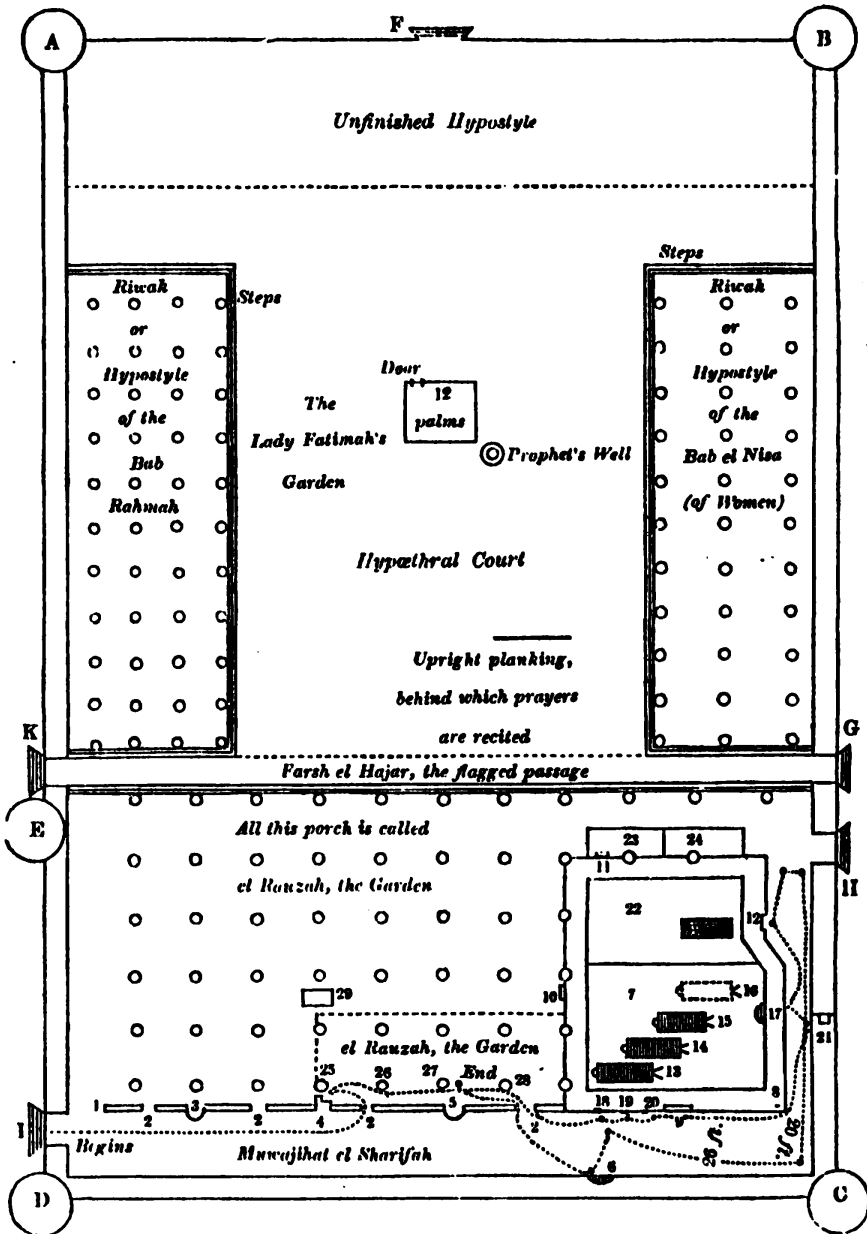 A
F
B
Unfinished Hypostyle
Steps
Riwak
or
Hypostyle
of the
Bab
Rahmah
Steps
Riwak
or
Hypostyle
of the
Bab el Nisa
(of Women)
Door
12
palms
The
Lady Fatimah's
Garden
Prophet's Well
Hypæthral Court
Upright planking,
behind which prayers
are recited
K
G
Farsh el Hajar, the flagged passage
E
H
All this porch is called
el Rauzah, the Garden
23
24
11
22
12
29
10
7
16
17
15
21
14
13
el Rauzah, the Garden
25
26
27
End
28
1
2
3
2
4
2
5
2
18
19
20
9
8
I
Begins
Muwajihat el Sharifah
26 ft.
20 ft.
6
D
C